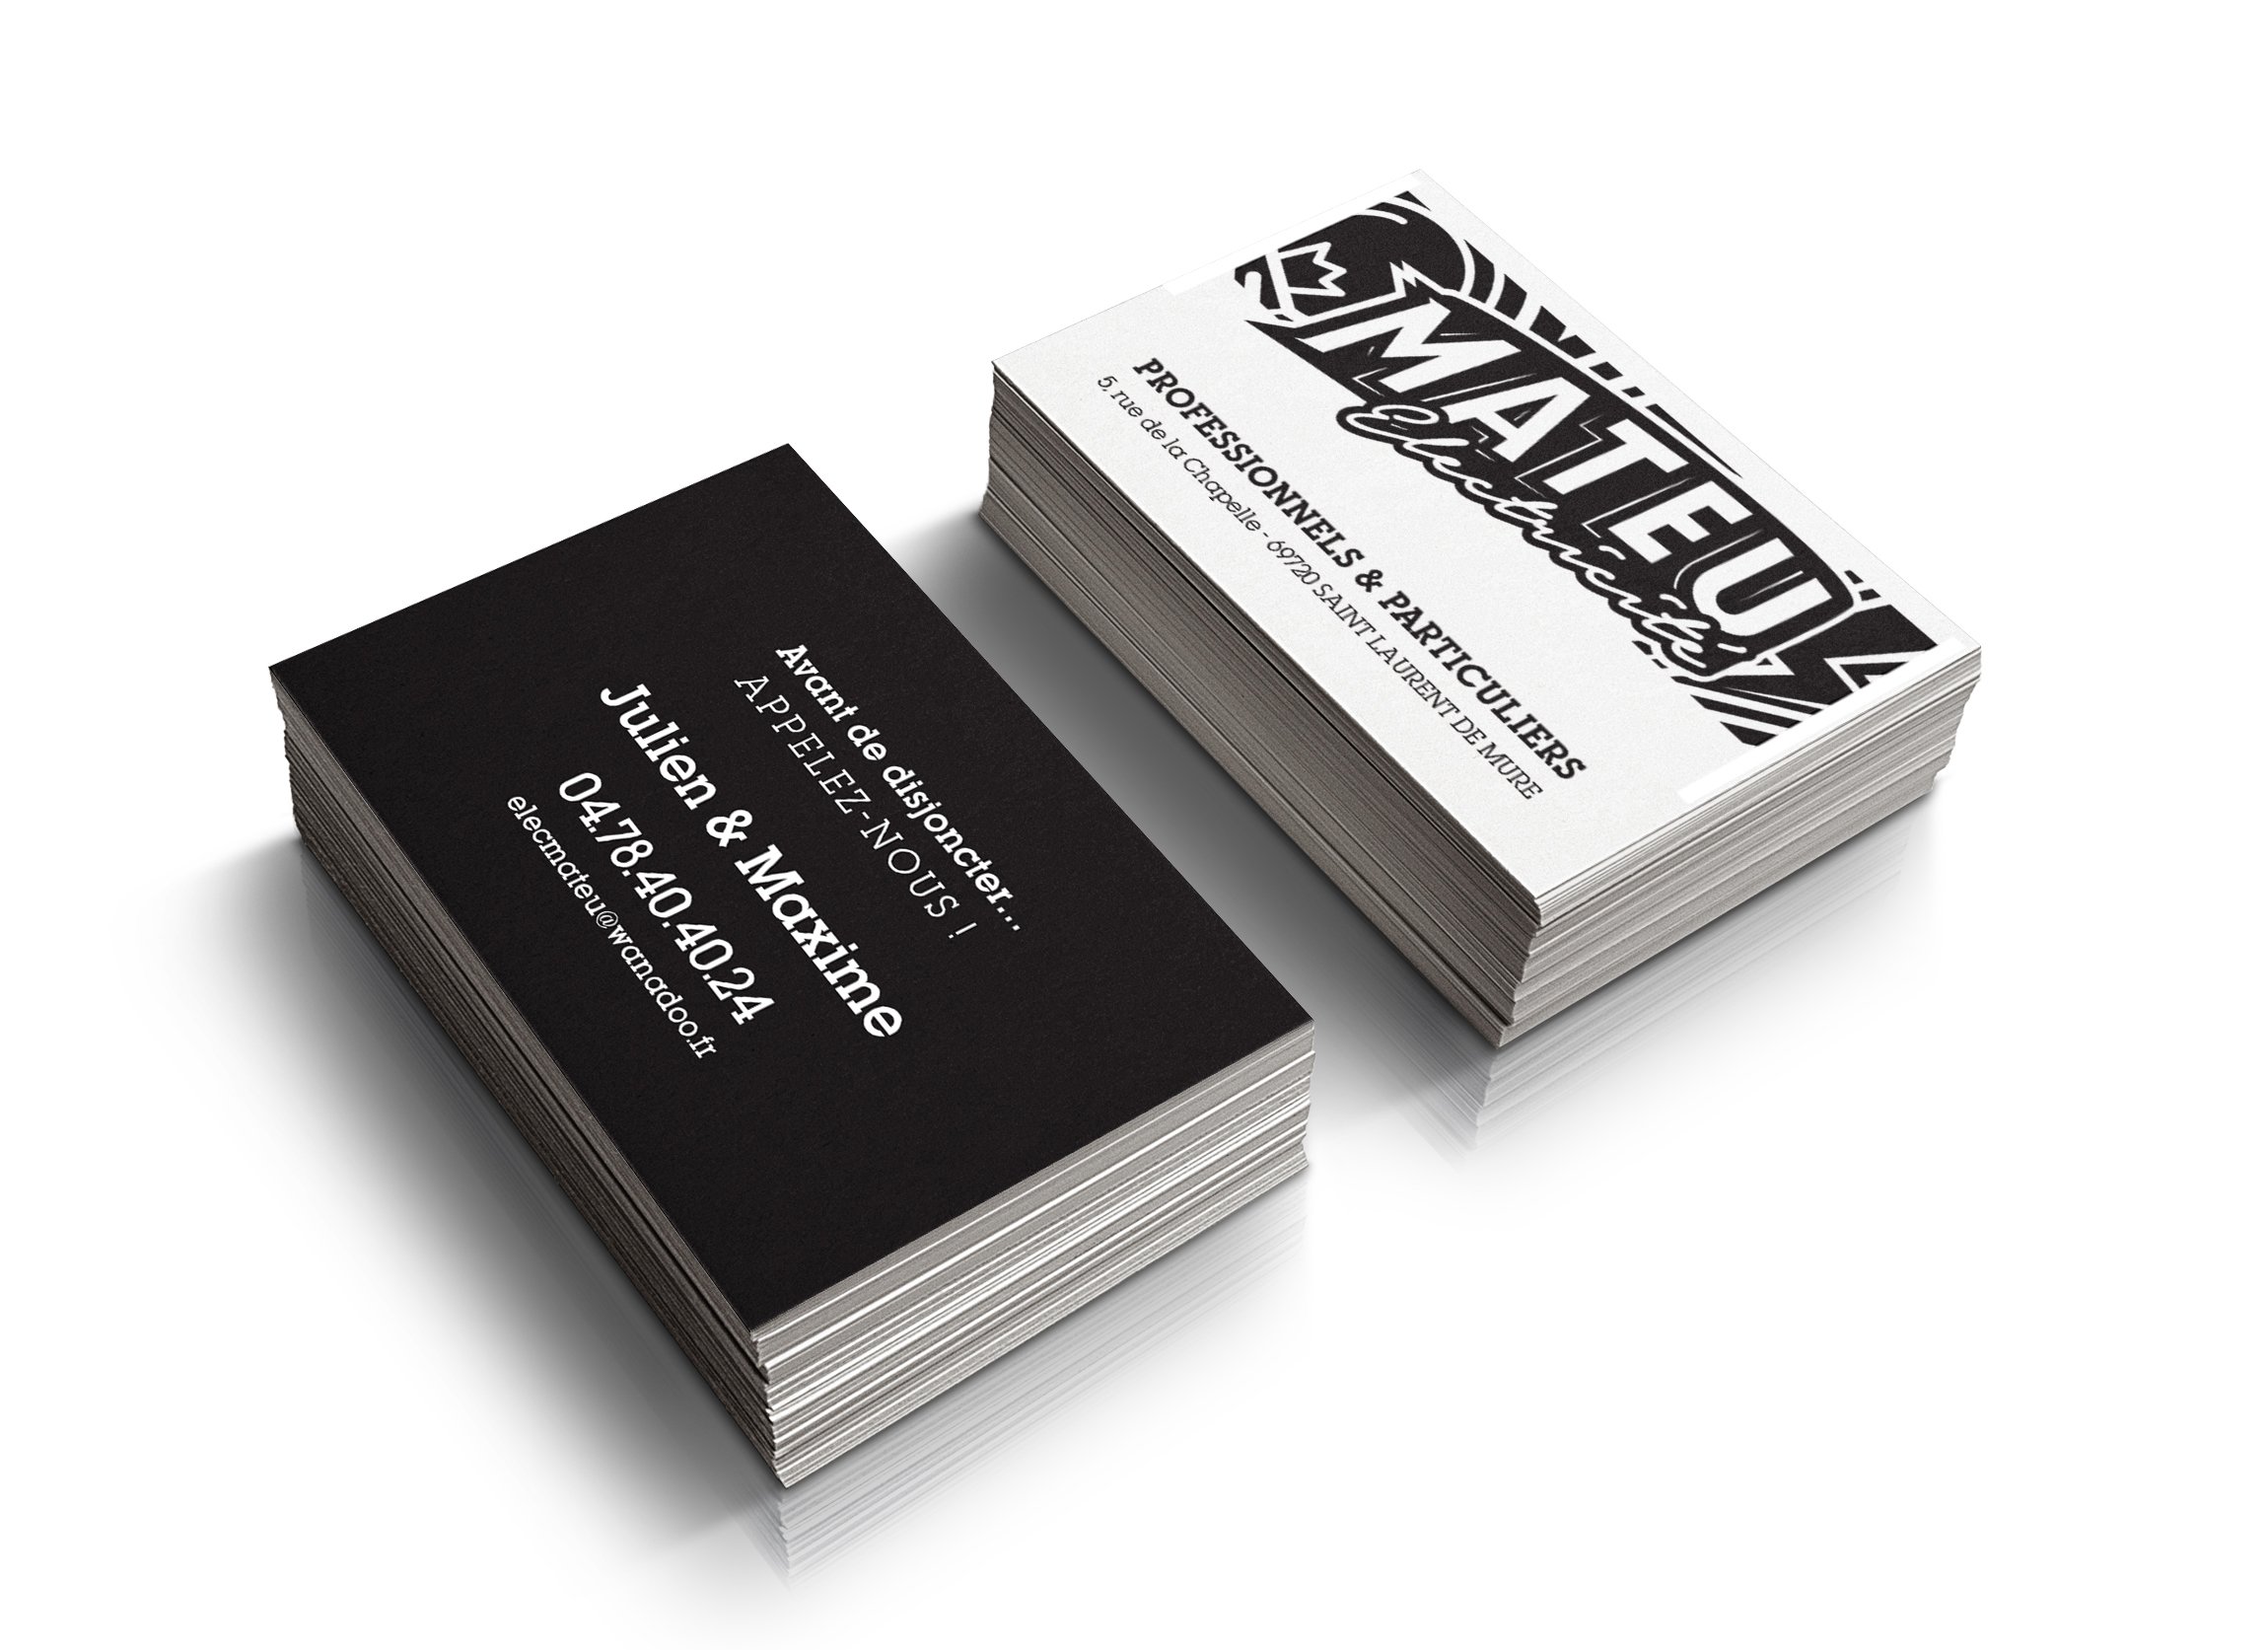 Avant de disjoncter...
APPELEZ-NOUS !
Julien & Maxime
04.78.40.40.24
elecmateu@wanadoo.fr
MATEU
Electricité
PROFESSIONNELS & PARTICULIERS
5, rue de la Chapelle - 69720 SAINT LAURENT DE MURE